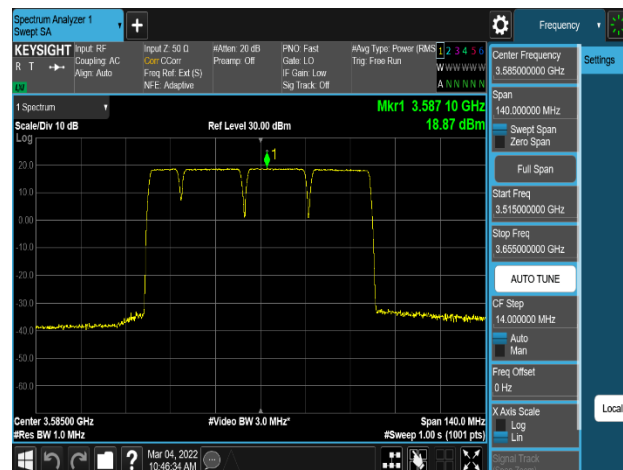 Spectrum Analyzer 1
Swept SA
Frequency
KEYSIGHT
R T
LVI
Input: RF
Coupling: AC
Align: Auto
Input Z: 50 Ω
Corr CCorr
Freq Ref: Ext (S)
NFE: Adaptive
#Atten: 20 dB
Preamp: Off
PNO: Fast
Gate: LO
IF Gain: Low
Sig Track: Off
#Avg Type: Power (RMS
Trig: Free Run
1 2 3 4 5 6
W W W W W W
A N N N N N
1 Spectrum
Mkr1 3.587 10 GHz
18.87 dBm
Scale/Div 10 dB
Ref Level 30.00 dBm
Log
1
20.0
10.0
0.00
-10.0
-20.0
-30.0
-40.0
-50.0
-60.0
Center 3.58500 GHz
#Video BW 3.0 MHz*
Span 140.0 MHz
#Res BW 1.0 MHz
#Sweep 1.00 s (1001 pts)
Mar 04, 2022
10:46:34 AM
Center Frequency
3.585000000 GHz
Settings
Span
140.000000 MHz
Swept Span
Zero Span
Full Span
Start Freq
3.515000000 GHz
Stop Freq
3.655000000 GHz
AUTO TUNE
CF Step
14.000000 MHz
Auto
Man
Freq Offset
0 Hz
X Axis Scale
Log
Lin
Local
Signal Track